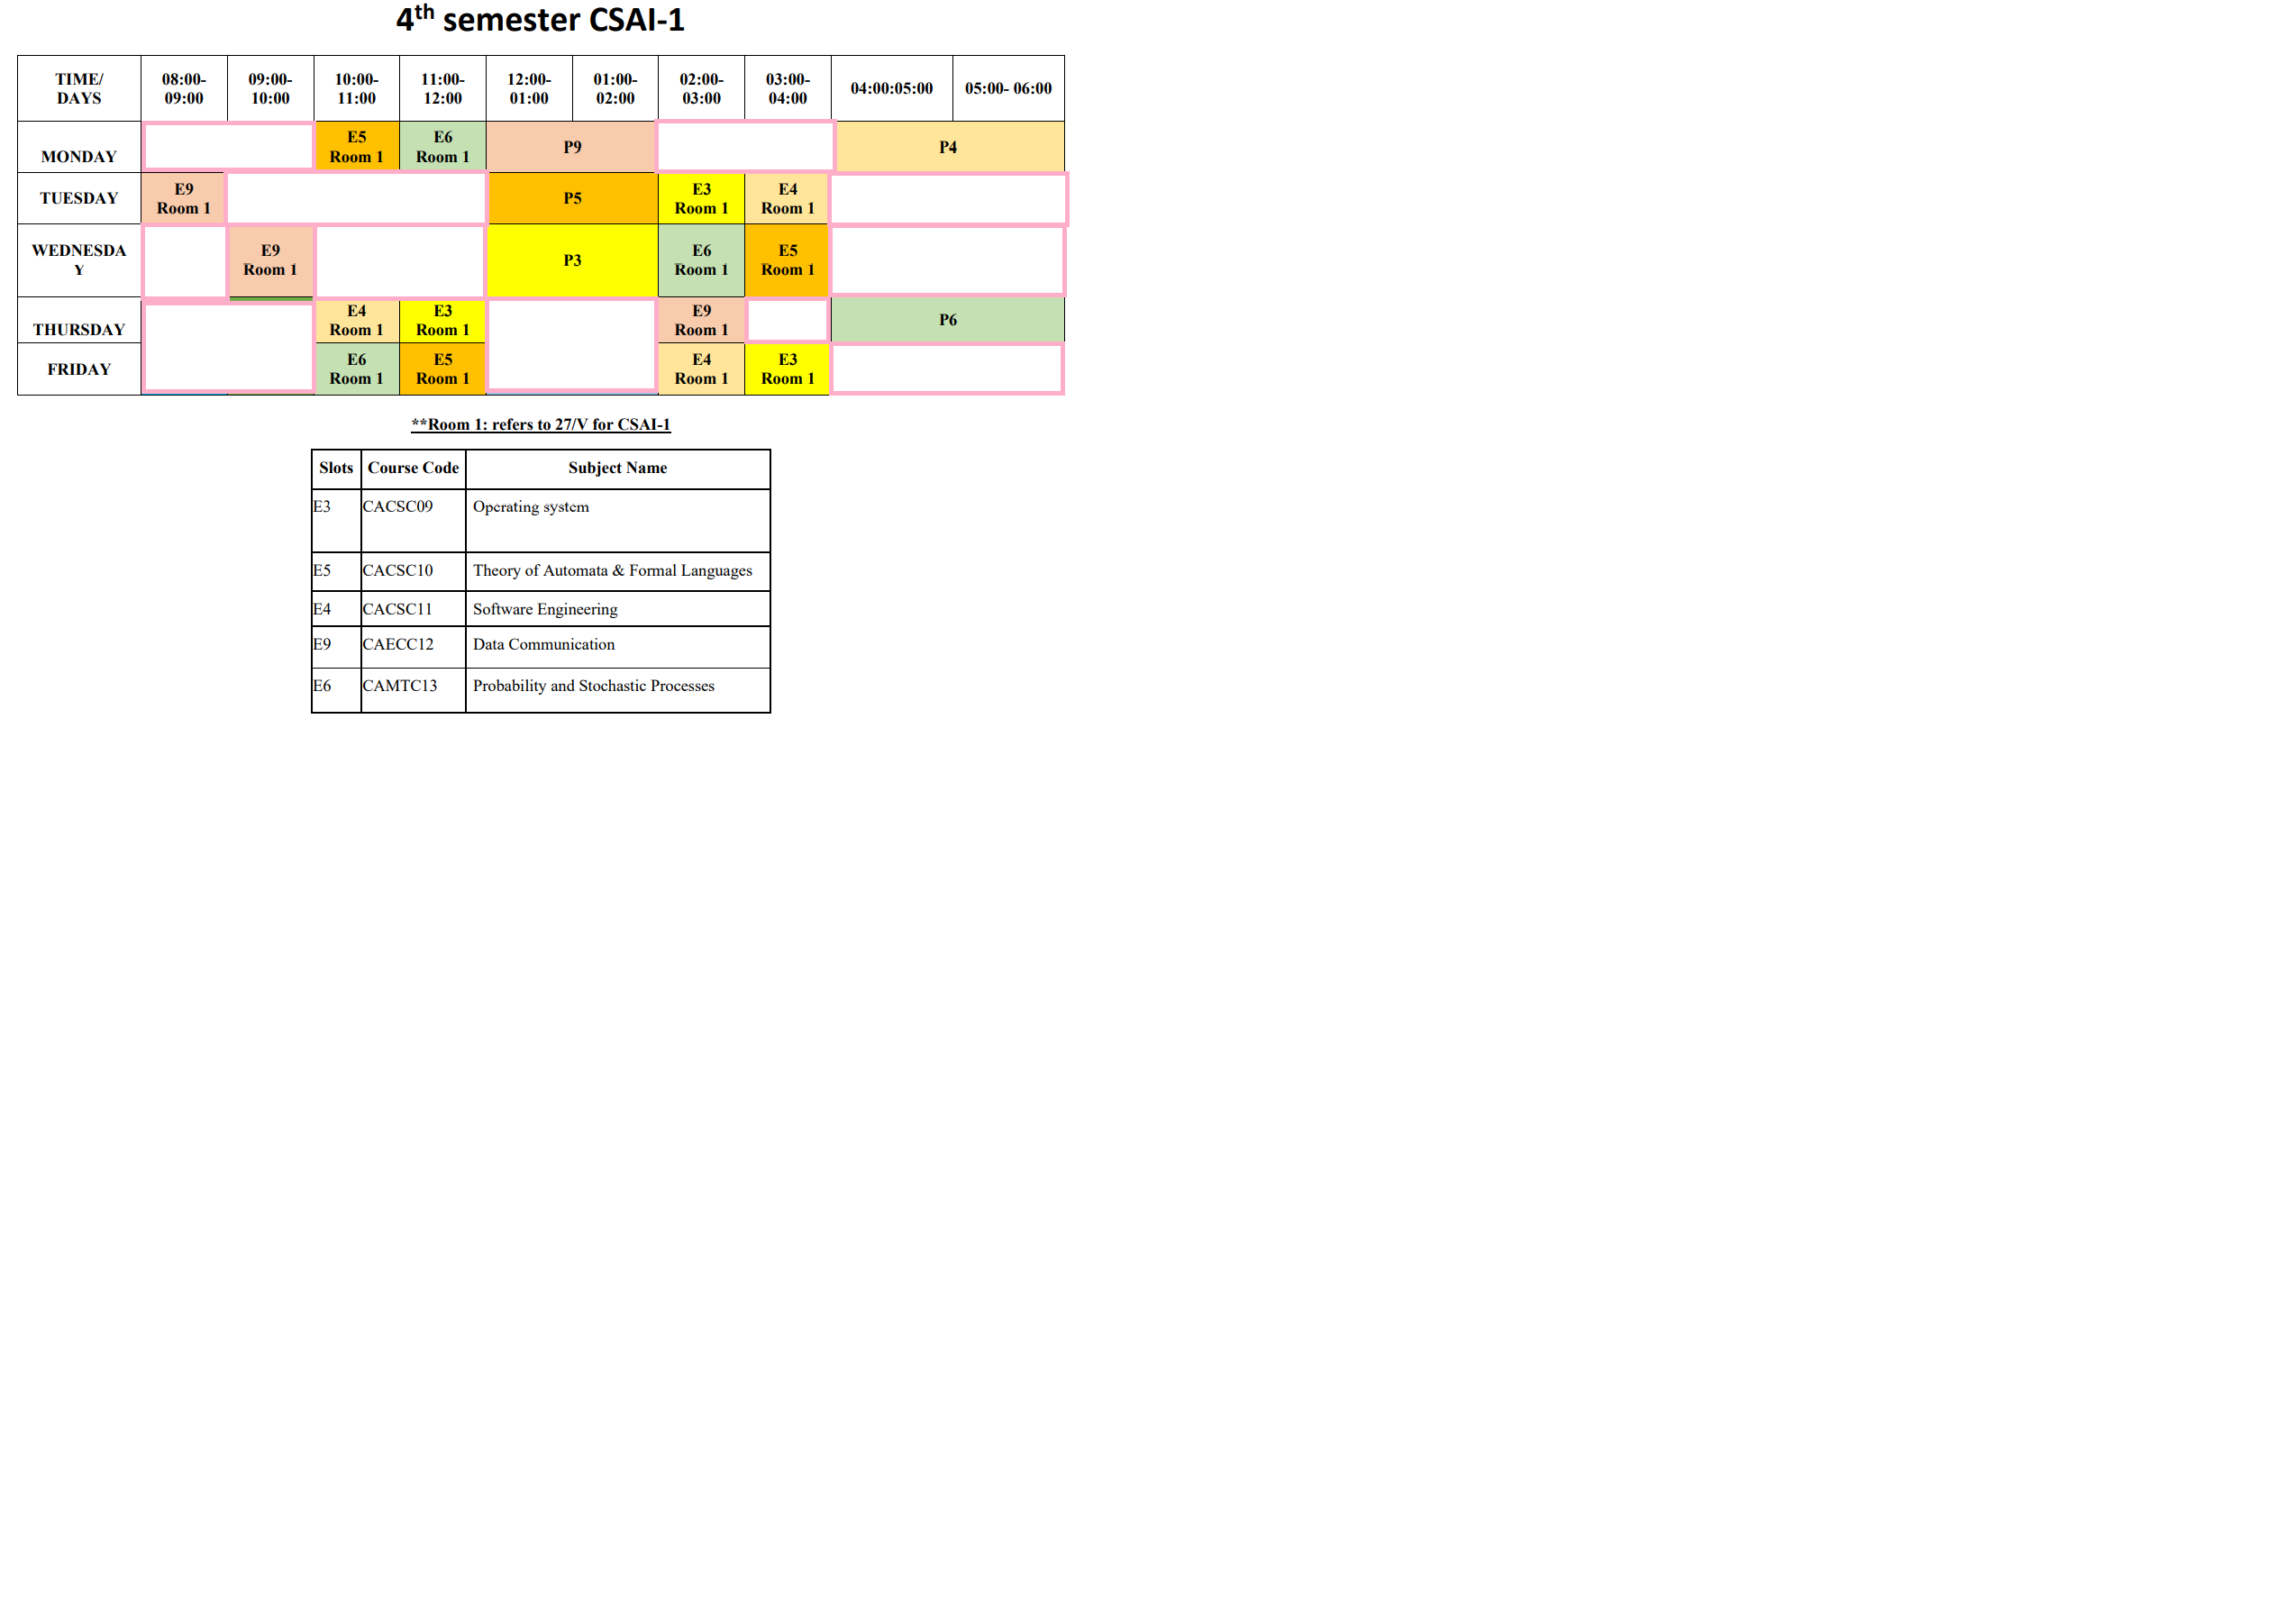 4th semester CSAI-1
TIME/ DAYS 08:00-09:00 09:00-10:00 10:00-11:00 11:00-12:00 12:00-01:00 01:00-02:00 02:00-03:00 03:00-04:00 04:00:05:00 05:00- 06:00
MONDAY E5 Room 1 E6 Room 1 P9 P4
TUESDAY E9 Room 1 P5 E3 Room 1 E4 Room 1
WEDNESDAY E9 Room 1 P3 E6 Room 1 E5 Room 1
THURSDAY E4 Room 1 E3 Room 1 E9 Room 1 P6
FRIDAY E6 Room 1 E5 Room 1 E4 Room 1 E3 Room 1
**Room 1: refers to 27/V for CSAI-1
Slots Course Code Subject Name
E3 CACSC09 Operating system
E5 CACSC10 Theory of Automata & Formal Languages
E4 CACSC11 Software Engineering
E9 CAECC12 Data Communication
E6 CAMTC13 Probability and Stochastic Processes